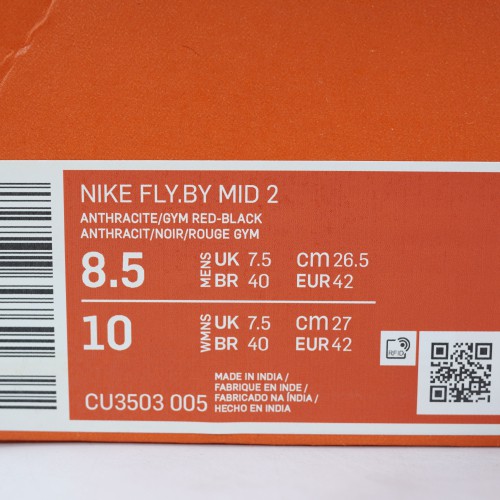 NIKE FLY.BY MID 2
ANTHRACITE/GYM RED-BLACK
ANTHRACIT/NOIR/ROUGE GYM
8.5 MENS UK 7.5 cm 26.5
BR 40 EUR 42
10 WMNS UK 7.5 cm 27
BR 40 EUR 42
RFID
CU3503 005
MADE IN INDIA /
FABRIQUE EN INDE /
FABRICADO NA ÍNDIA /
HECHO EN INDIA